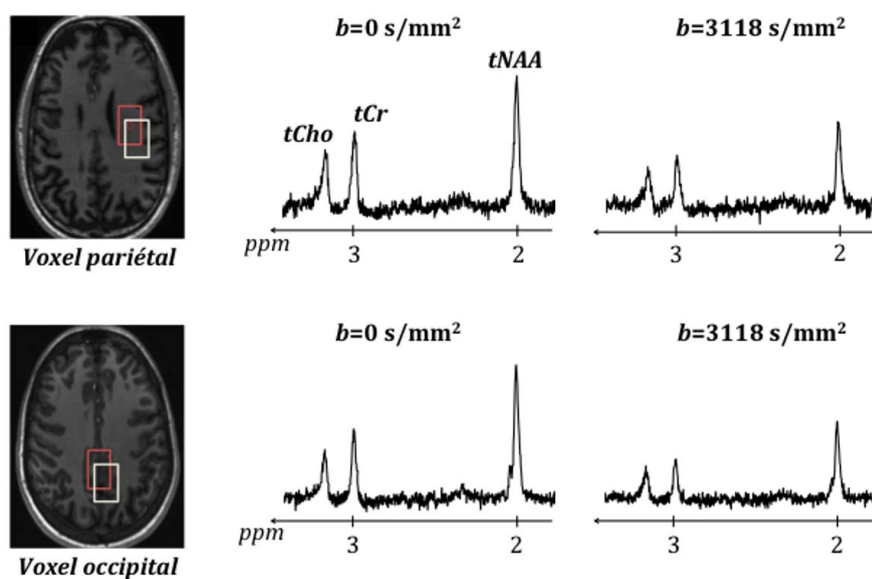 b=0 s/mm²
b=3118 s/mm²
tNAA
tCho
tCr
ppm
3
2
3
2
Voxel pariétal
b=0 s/mm²
b=3118 s/mm²
ppm
3
2
3
2
Voxel occipital